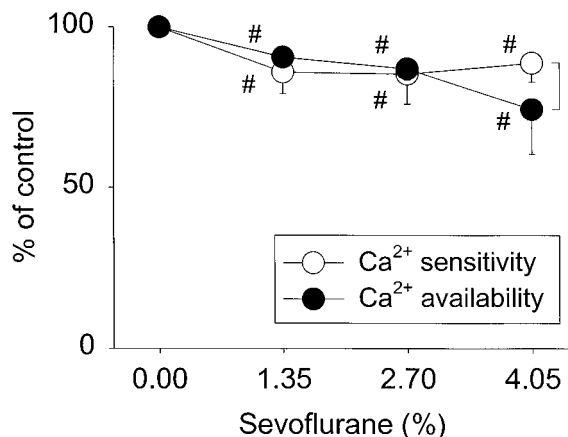 100
50
0
% of control
# # #
# # #
Ca²⁺ sensitivity
Ca²⁺ availability
0.00 1.35 2.70 4.05
Sevoflurane (%)